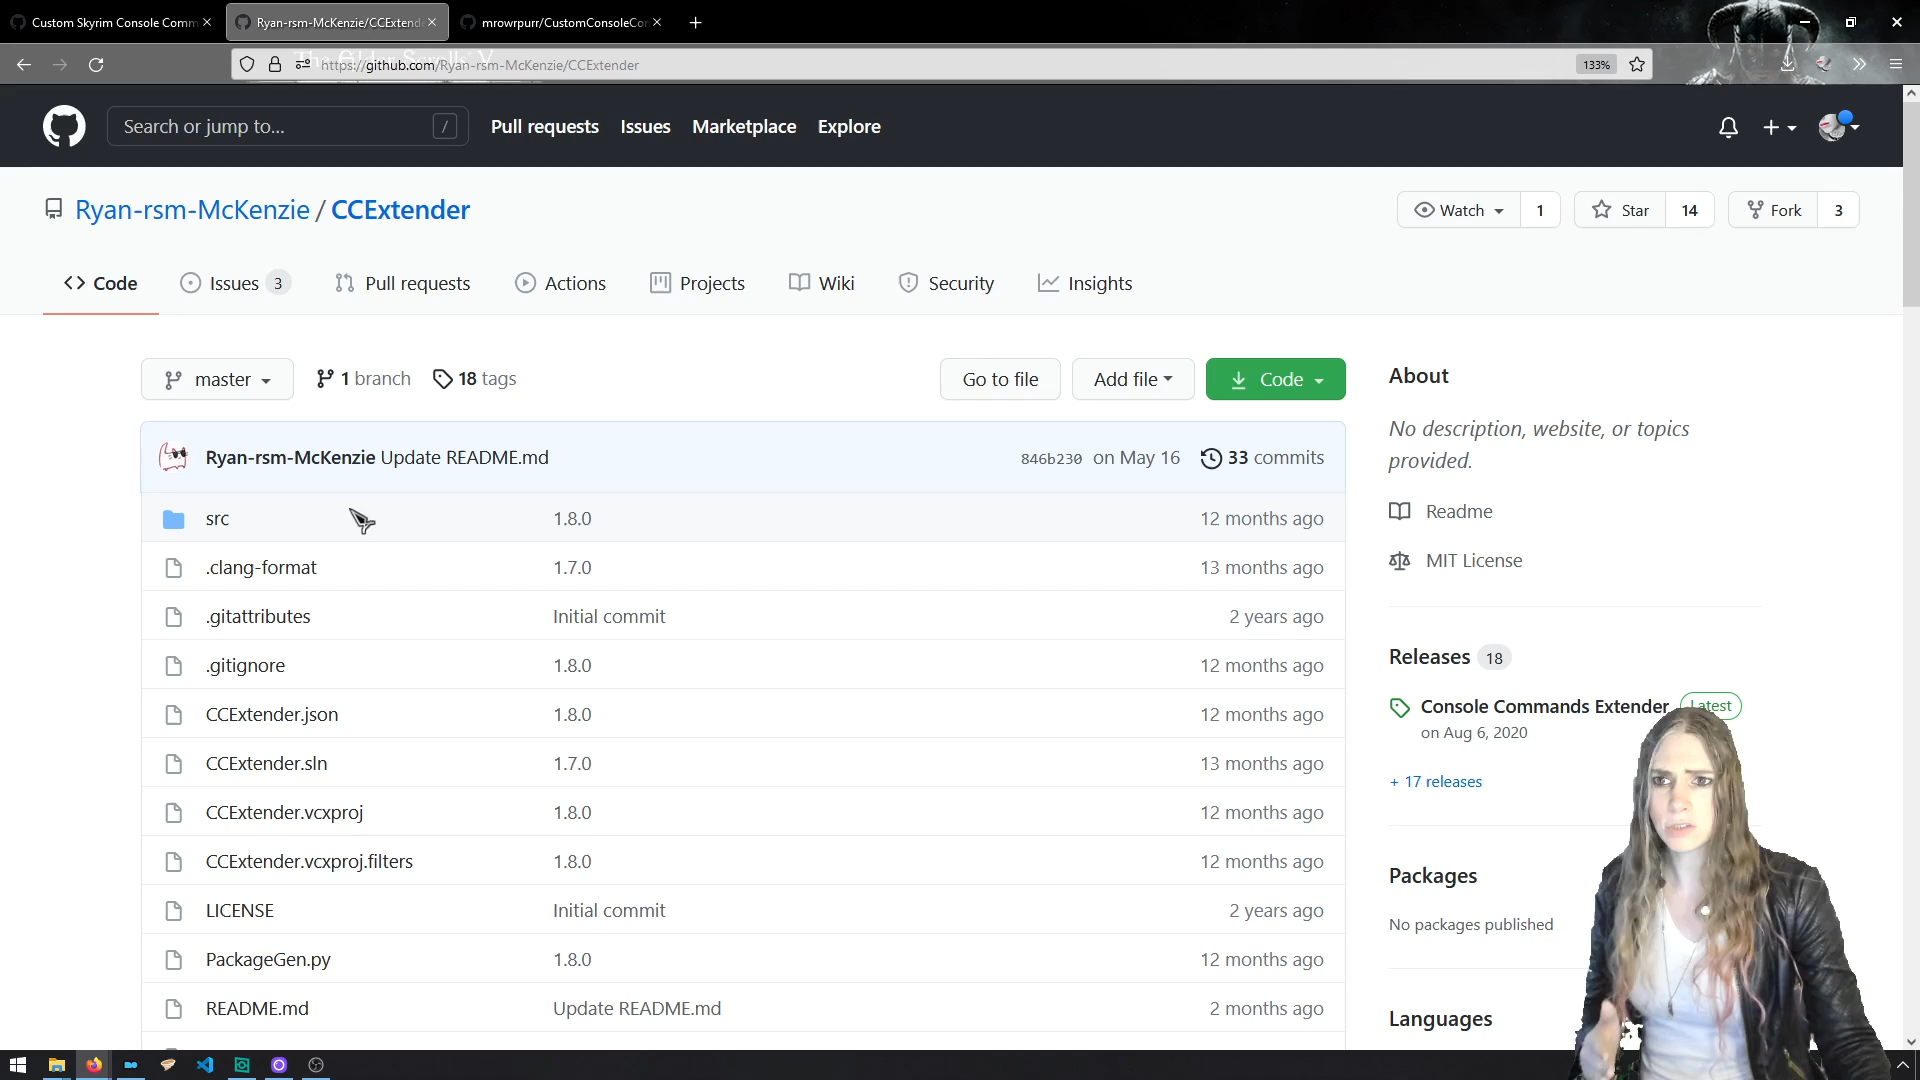 Custom Skyrim Console Comm
Ryan-rsm-McKenzie/CCExtend
mrowrpurr/CustomConsoleCo
https://github.com/Ryan-rsm-McKenzie/CCExtender
133%
Search or jump to...
/
Pull requests
Issues
Marketplace
Explore
Ryan-rsm-McKenzie / CCExtender
Watch
1
Star
14
Fork
3
Code
Issues 3
Pull requests
Actions
Projects
Wiki
Security
Insights
master
1 branch
18 tags
Go to file
Add file
Code
Ryan-rsm-McKenzie Update README.md
846b230 on May 16
33 commits
src 1.8.0 12 months ago
.clang-format 1.7.0 13 months ago
.gitattributes Initial commit 2 years ago
.gitignore 1.8.0 12 months ago
CCExtender.json 1.8.0 12 months ago
CCExtender.sln 1.7.0 13 months ago
CCExtender.vcxproj 1.8.0 12 months ago
CCExtender.vcxproj.filters 1.8.0 12 months ago
LICENSE Initial commit 2 years ago
PackageGen.py 1.8.0 12 months ago
README.md Update README.md 2 months ago
About
No description, website, or topics
provided.
Readme
MIT License
Releases 18
Console Commands Extender Latest
on Aug 6, 2020
+ 17 releases
Packages
No packages published
Languages